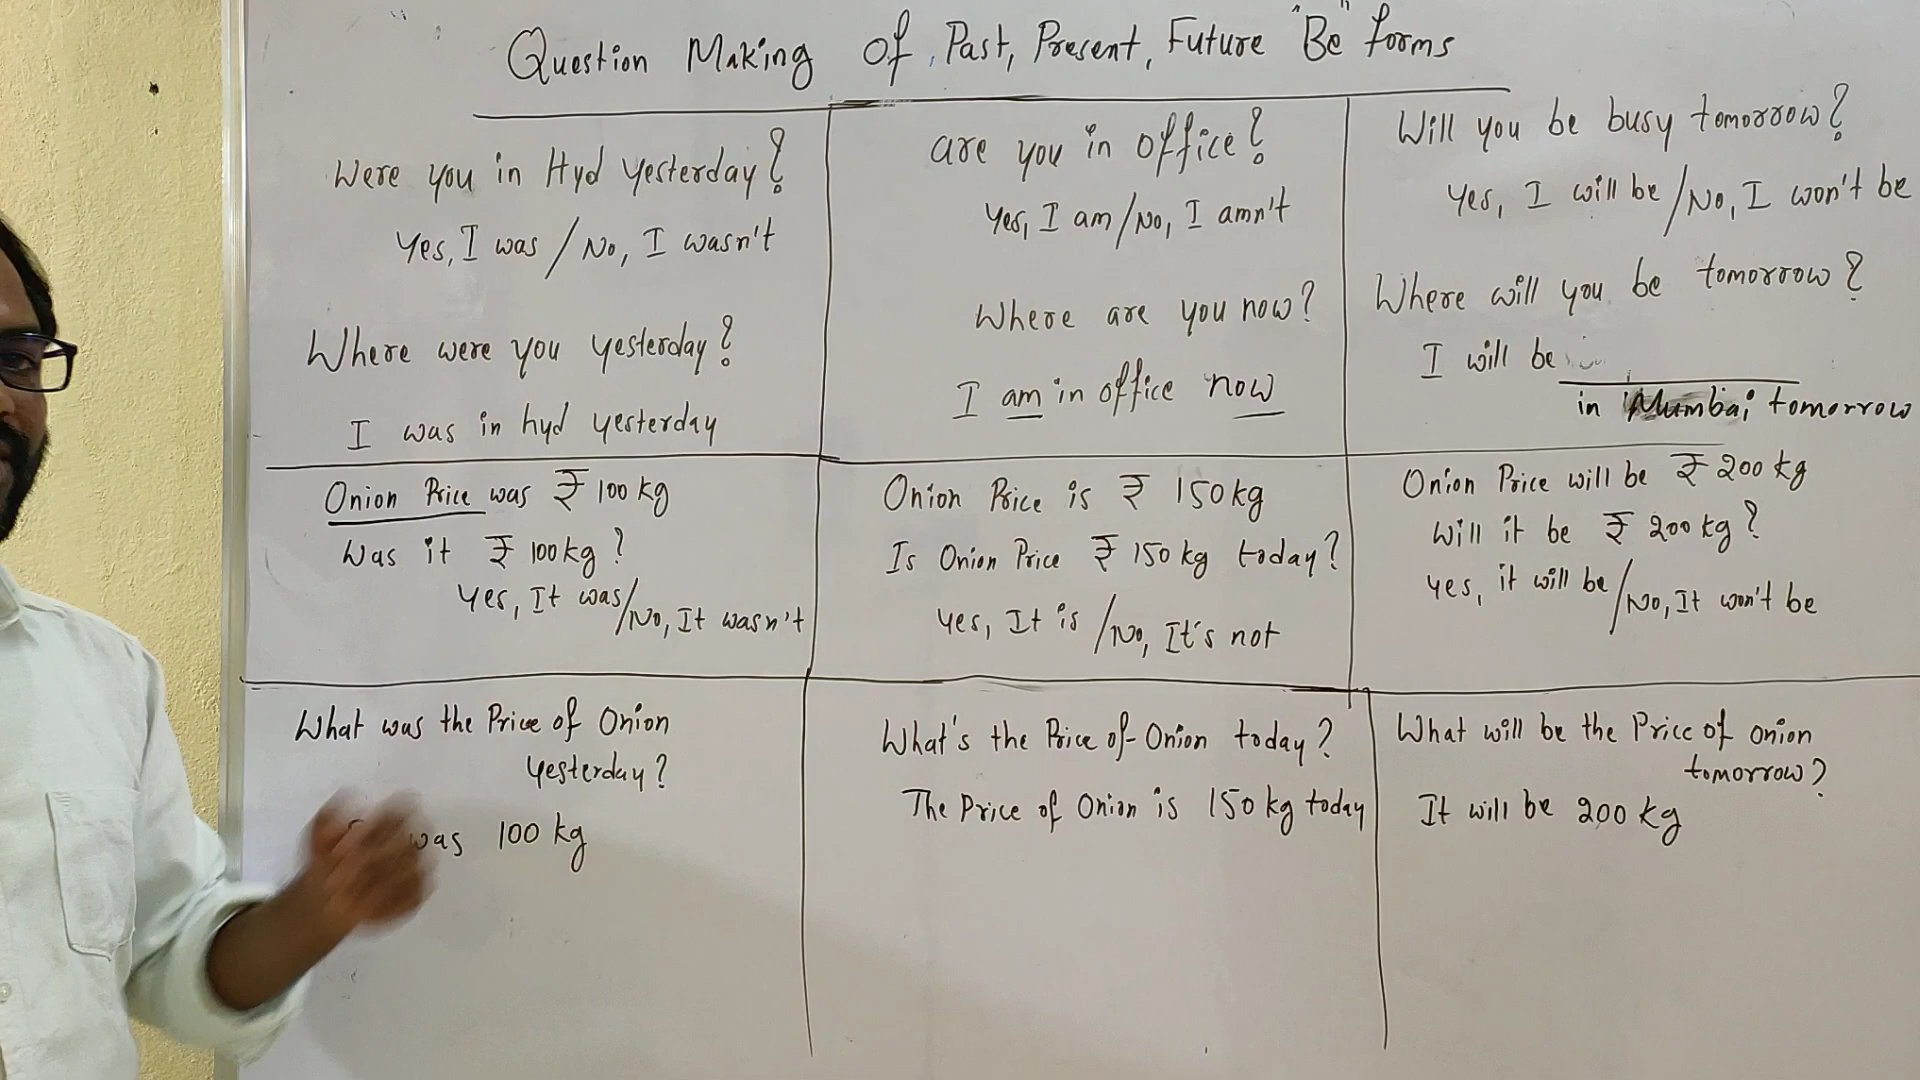 Question Making Of Past, Present, Future "Be" forms
Were you in Hyd yesterday?
Yes, I was / No, I wasn't
Where were you yesterday?
I was in hyd yesterday
are you in office?
Yes, I am / No, I amn't
Where are you now?
I am in office now
Will you be busy tomorrow?
Yes, I will be / No, I won't be
Where will you be tomorrow?
I will be
in Mumbai tomorrow
Onion Price was ₹ 100 kg
Was it ₹ 100 kg?
Yes, It was / No, It wasn't
Onion Price is ₹ 150 kg
Is Onion Price ₹ 150 kg today?
Yes, It is / No, It's not
Onion Price will be ₹ 200 kg
Will it be ₹ 200 kg?
yes, it will be / No, It won't be
What was the Price of Onion
yesterday?
was 100 kg
What's the Price of Onion today?
The Price of Onion is 150 kg today
What will be the Price of onion
tomorrow?
It will be 200 kg